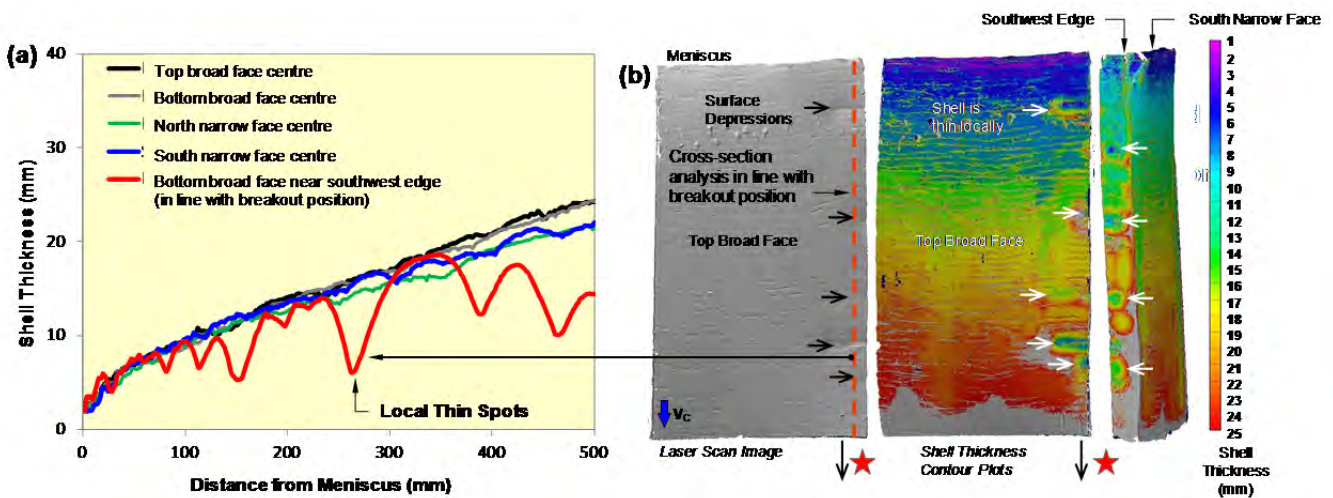 (a)
40
30
20
10
0
Shell Thickness (mm)
Top broad face centre
Bottom broad face centre
North narrow face centre
South narrow face centre
Bottom broad face near southwest edge
(in line with breakout position)
Local Thin Spots
0
100
200
300
400
500
Distance from Meniscus (mm)
(b)
Meniscus
Surface
Depressions
Cross-section
analysis in line with
breakout position
Top Broad Face
Vc
Laser Scan Image
Shell is
thin locally
Top Broad Face
Shell Thickness
Contour Plots
Southwest Edge
South Narrow Face
1
2
3
4
5
6
7
8
9
10
11
12
13
14
15
16
17
18
19
20
21
22
23
24
25
Shell
Thickness
(mm)